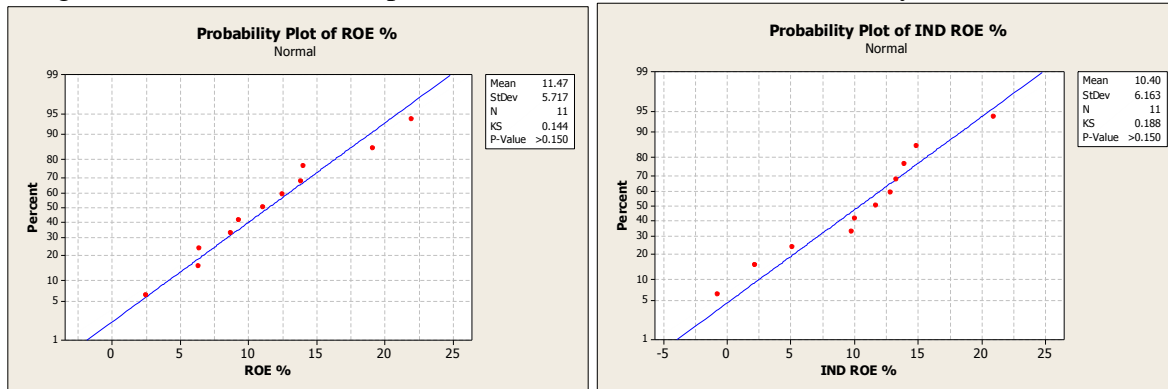 Probability Plot of ROE %
Normal
99
95
90
80
70
60
50
40
30
20
10
5
1
Percent
0
5
10
15
20
25
ROE %
Mean 11.47
StDev 5.717
N 11
KS 0.144
P-Value >0.150
Probability Plot of IND ROE %
Normal
99
95
90
80
70
60
50
40
30
20
10
5
1
Percent
-5
0
5
10
15
20
25
IND ROE %
Mean 10.40
StDev 6.163
N 11
KS 0.188
P-Value >0.150